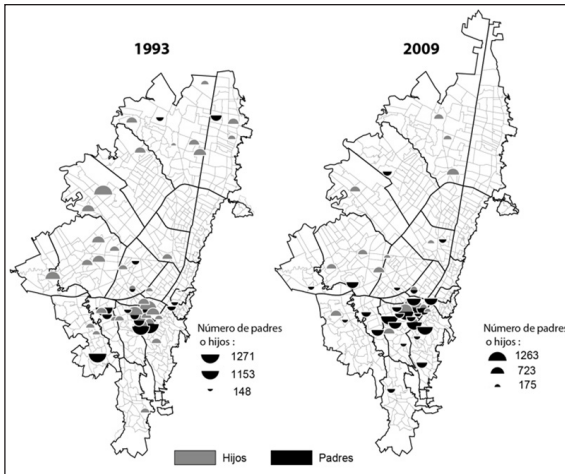 1993
2009
Número de padres
o hijos :
1271
1153
148
Número de padres
o hijos :
1263
723
175
Hijos
Padres